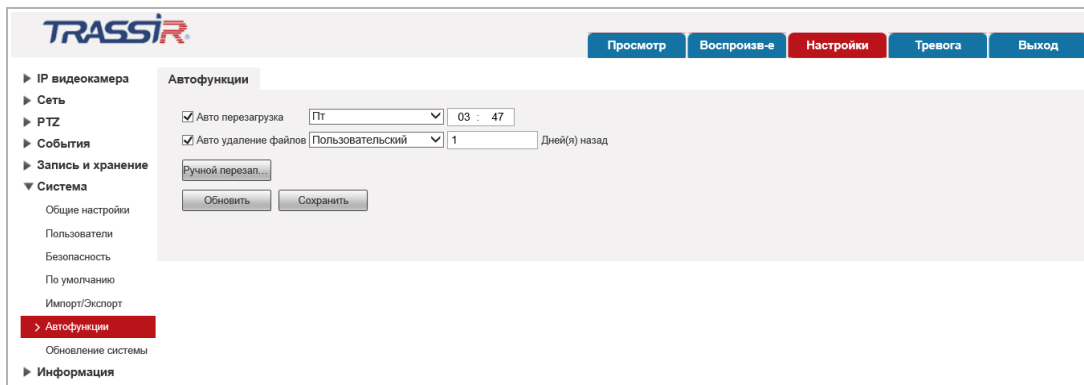 TRASSIR
Просмотр Воспроизв-е Настройки Тревога Выход
IP видеокамера
Сеть
PTZ
События
Запись и хранение
Система
Общие настройки
Пользователи
Безопасность
По умолчанию
Импорт/Экспорт
Автофункции
Обновление системы
Информация
Автофункции
Авто перезагрузка Пт 03 : 47
Авто удаление файлов Пользовательский 1 Дней(я) назад
Ручной перезап...
Обновить Сохранить